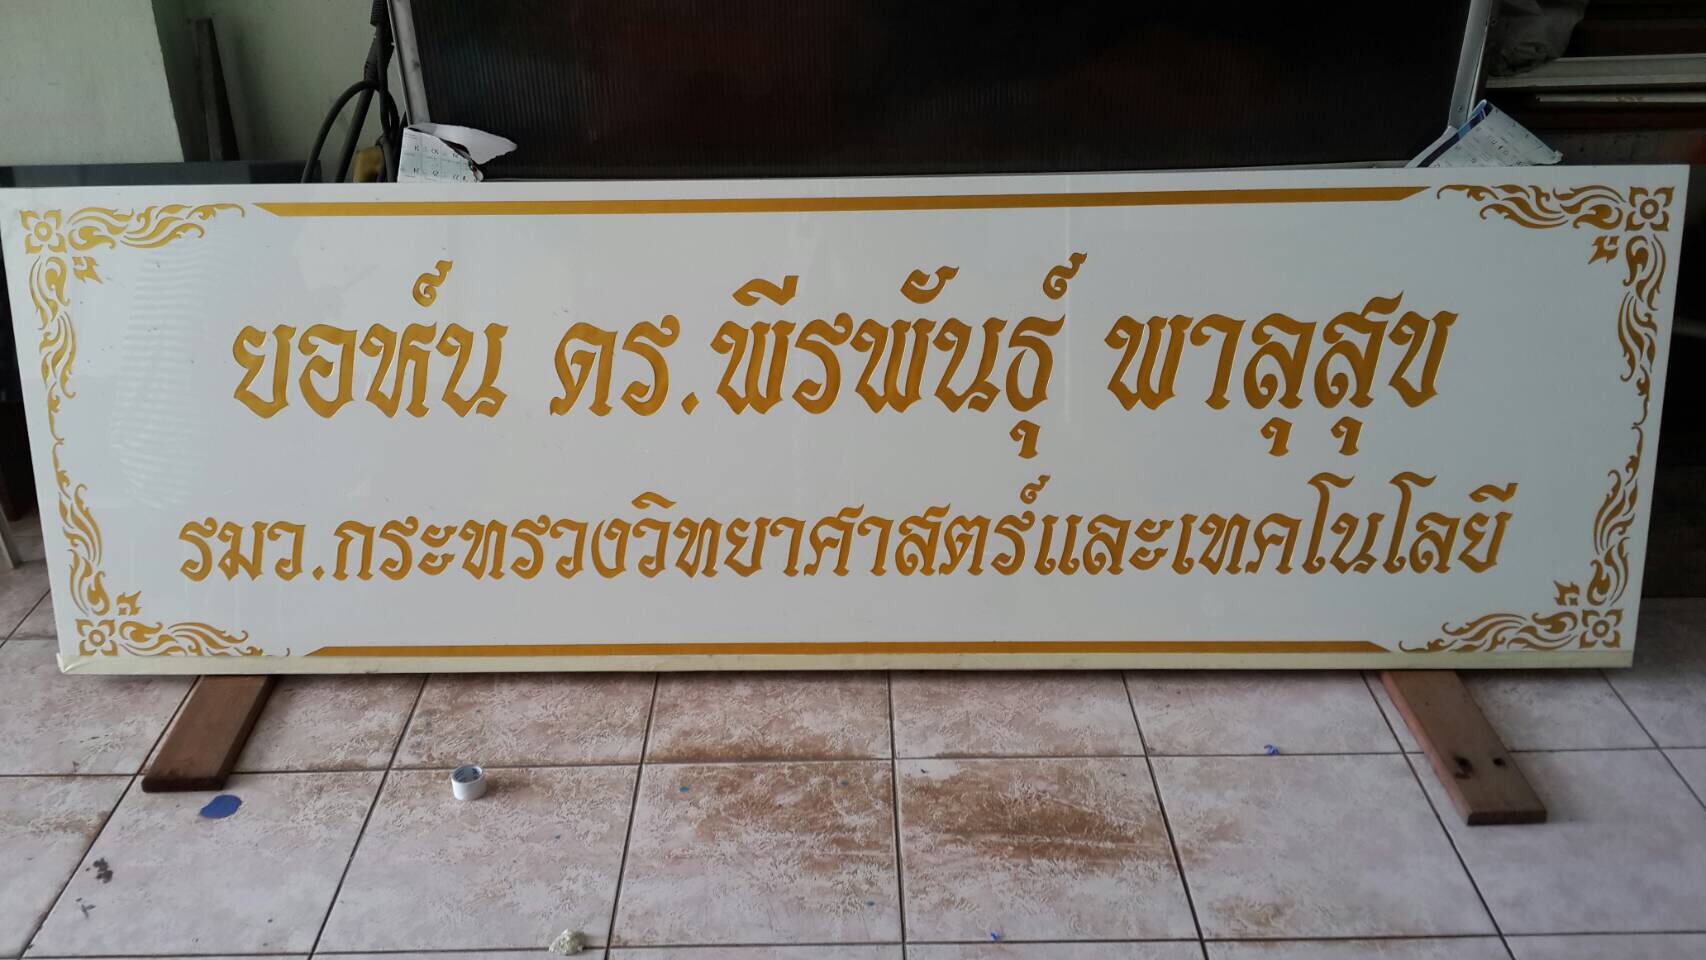 ยอห์น ดร.พีรพันธุ์ พาลุสุข
รมว.กระทรวงวิทยาศาสตร์และเทคโนโลยี